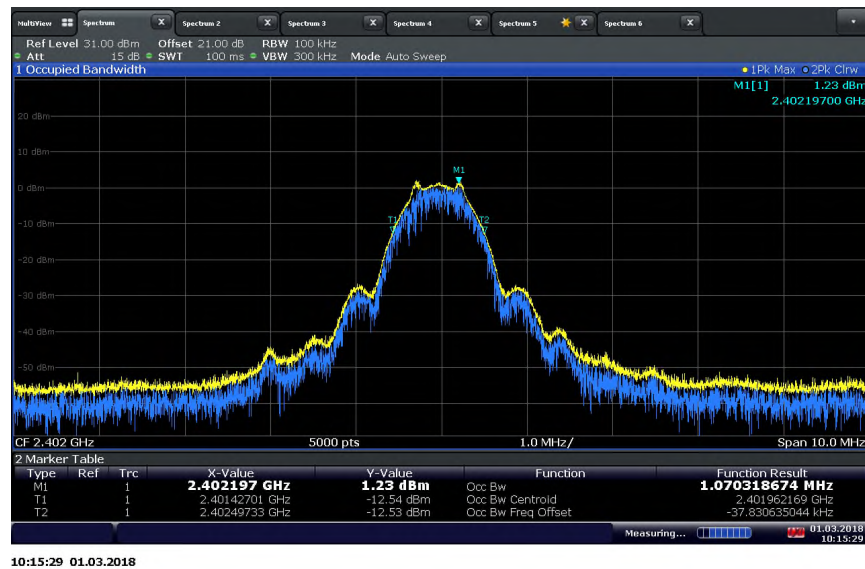 MultiView Spectrum X Spectrum 2 X Spectrum 3 X Spectrum 4 X Spectrum 5 X Spectrum 6 X
Ref Level 31.00 dBm Offset 21.00 dB RBW 100 kHz
Att 15 dB SWT 100 ms VBW 300 kHz Mode Auto Sweep
1 Occupied Bandwidth 1Pk Max 2Pk Clrw
M1[1] 1.23 dBm
2.40219700 GHz
20 dBm
10 dBm
M1
0 dBm
T1 T2
-10 dBm
-20 dBm
-30 dBm
-40 dBm
-50 dBm
CF 2.402 GHz 5000 pts 1.0 MHz/ Span 10.0 MHz
2 Marker Table
Type Ref Trc X-Value Y-Value Function Function Result
M1 1 2.402197 GHz 1.23 dBm Occ Bw 1.070318674 MHz
T1 1 2.40142701 GHz -12.54 dBm Occ Bw Centroid 2.401962169 GHz
T2 1 2.40249733 GHz -12.53 dBm Occ Bw Freq Offset -37.830635044 kHz
Measuring... 01.03.2018
10:15:29
10:15:29 01.03.2018